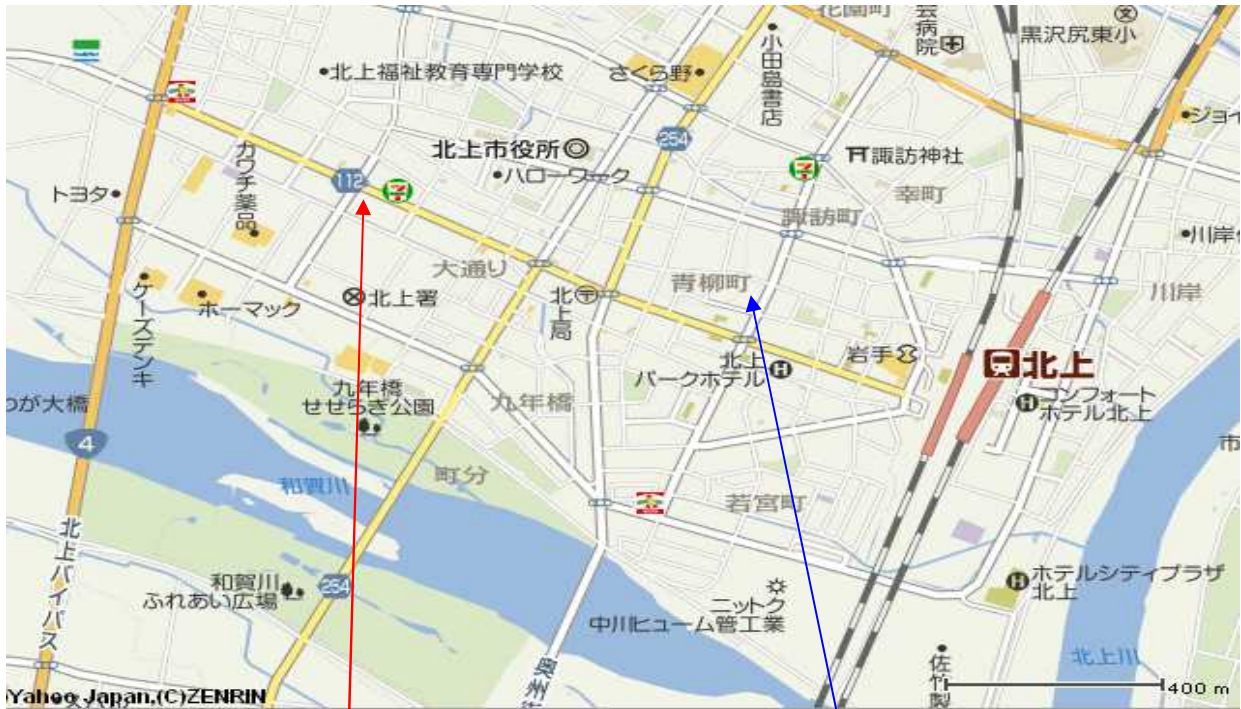 花園町
病院
黒沢尻東小
小田島書店
さくら野
北上福祉教育専門学校
ジョイ
254
北上市役所
諏訪神社
ハローワーク
カワチ薬品
112
トヨタ
幸町
諏訪町
川岸
大通り
青柳町
川岸
北上署
北上局
ホーマック
ケーズデンキ
岩手
北上
北上
パークホテル
九年橋
せせらぎ公園
九年橋
コンフォート
ホテル北上
わが大橋
4
市
町分
和賀川
若宮町
北上バイパス
和賀川
ふれあい広場
254
ホテルシティプラザ
北上
ニットク
中川ヒューム管工業
北上川
佐竹製
Yahoo Japan,(C)ZENRIN
400 m